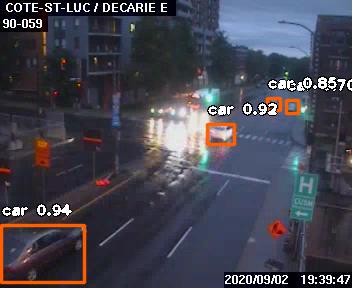 COTE-ST-LUC / DECARIE E
90-059
car 0.85
car 0.92
car 0.94
H
CUSM
2020/09/02 19:39:47